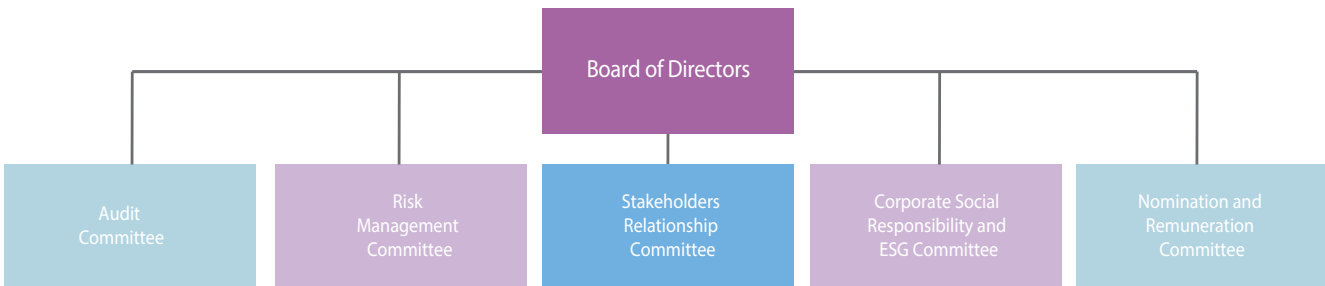 Board of Directors
Audit
Committee
Risk
Management
Committee
Stakeholders
Relationship
Committee
Corporate Social
Responsibility and
ESG Committee
Nomination and
Remuneration
Committee